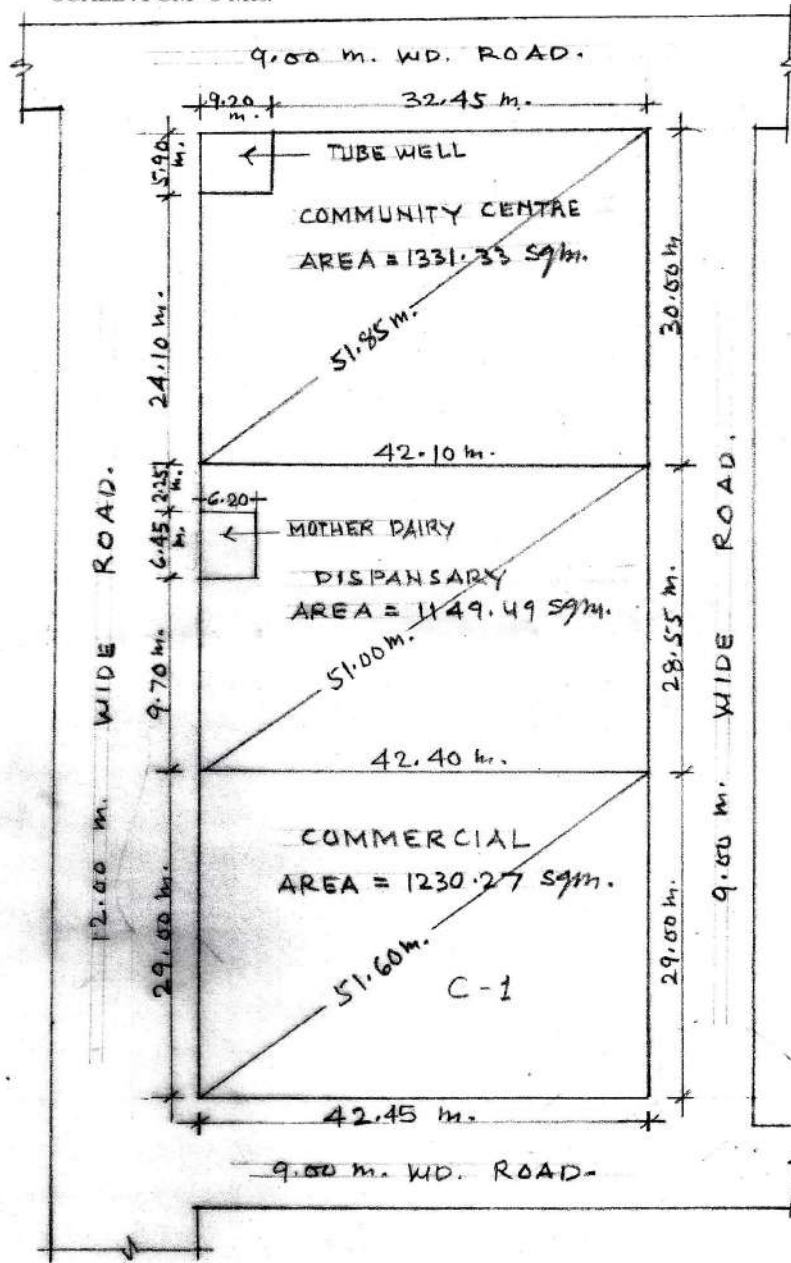 9.00 m. WD. ROAD.
9.20 m.
32.45 m.
5.90 m.
TUBE WELL
COMMUNITY CENTRE
AREA = 1331.33 Sqm.
24.10 m.
51.85 m.
30.00 m
42.10 m.
2.25 m.
6.20
6.45 m.
MOTHER DAIRY
DISPANSARY
AREA = 1149.49 Sqm.
9.70 m.
51.00 m.
28.55 m.
42.40 m.
12.00 m. WIDE ROAD.
9.00 m. WIDE ROAD.
COMMERCIAL
AREA = 1230.27 Sqm.
29.00 m.
51.60 m.
C-1
29.00 m.
42.45 m.
9.00 m. WD. ROAD-